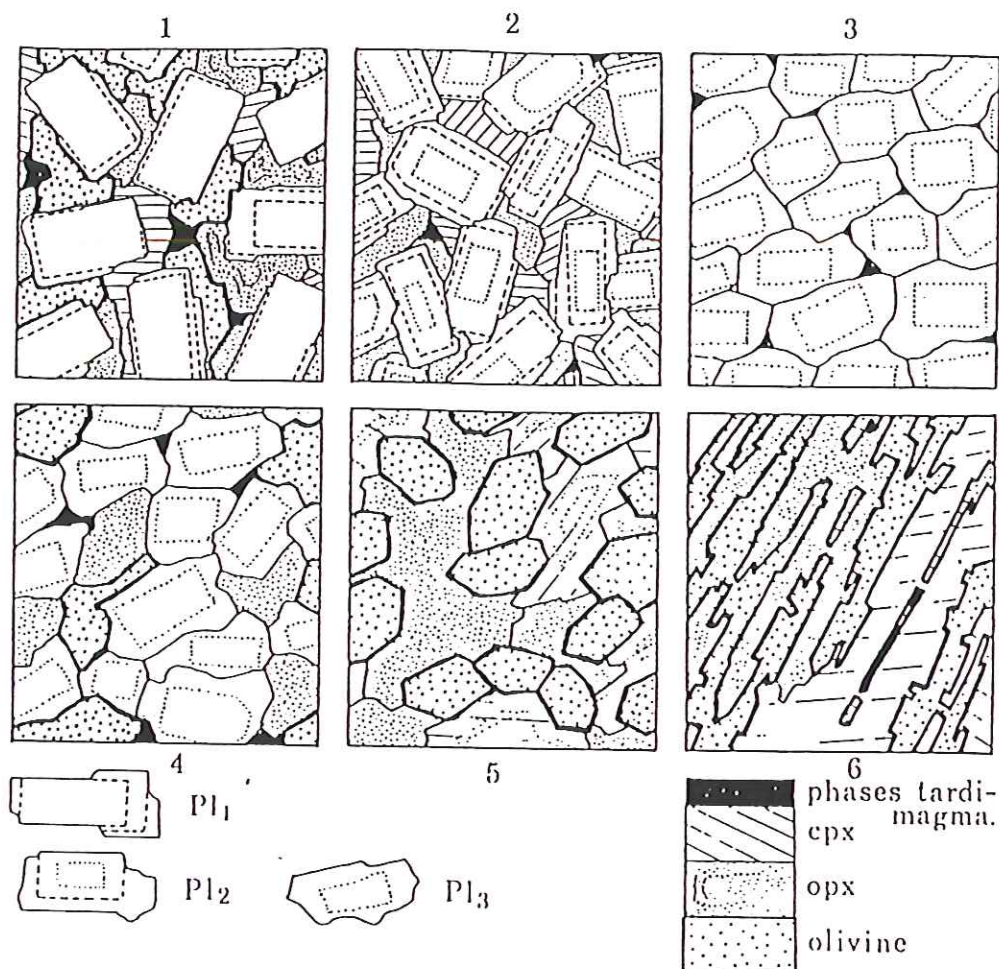 1
2
3
4
5
6
Pl1
Pl2
Pl3
phases tardi-
magma.
cpx
opx
olivine